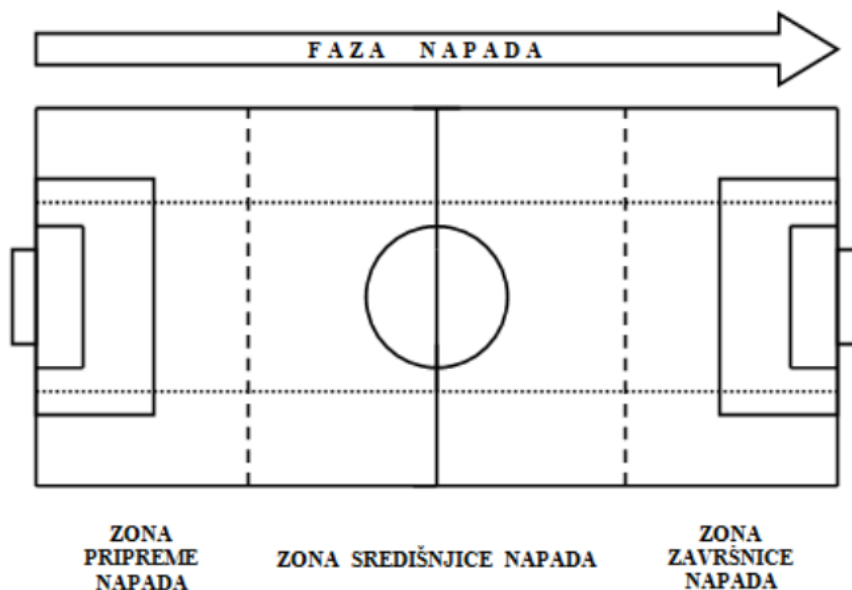 FAZA NAPADA
ZONA
PRIPREME
NAPADA
ZONA SREDIŠNJICE NAPADA
ZONA
ZAVRŠNICE
NAPADA